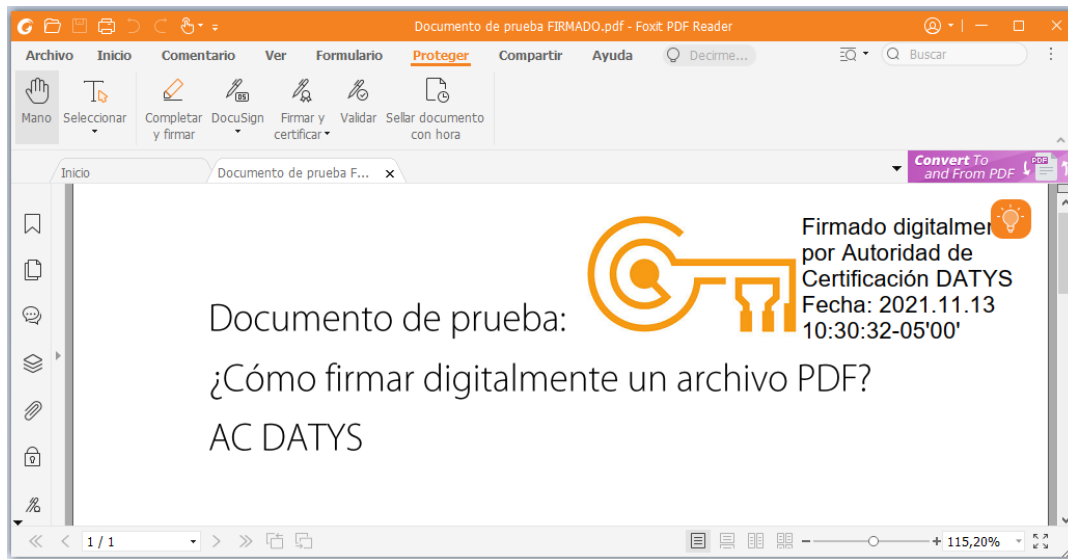 Documento de prueba FIRMADO.pdf - Foxit PDF Reader
Archivo Inicio Comentario Ver Formulario Proteger Compartir Ayuda Decirme... Buscar
Mano Seleccionar Completar y firmar DocuSign Firmar y certificar Validar Sellar documento con hora
Inicio Documento de prueba F... x
Convert To
and From PDF
PDF
Firmado digitalmen
por Autoridad de
Certificación DATYS
Fecha: 2021.11.13
10:30:32-05'00'
Documento de prueba:
¿Cómo firmar digitalmente un archivo PDF?
AC DATYS
1 / 1
115,20%